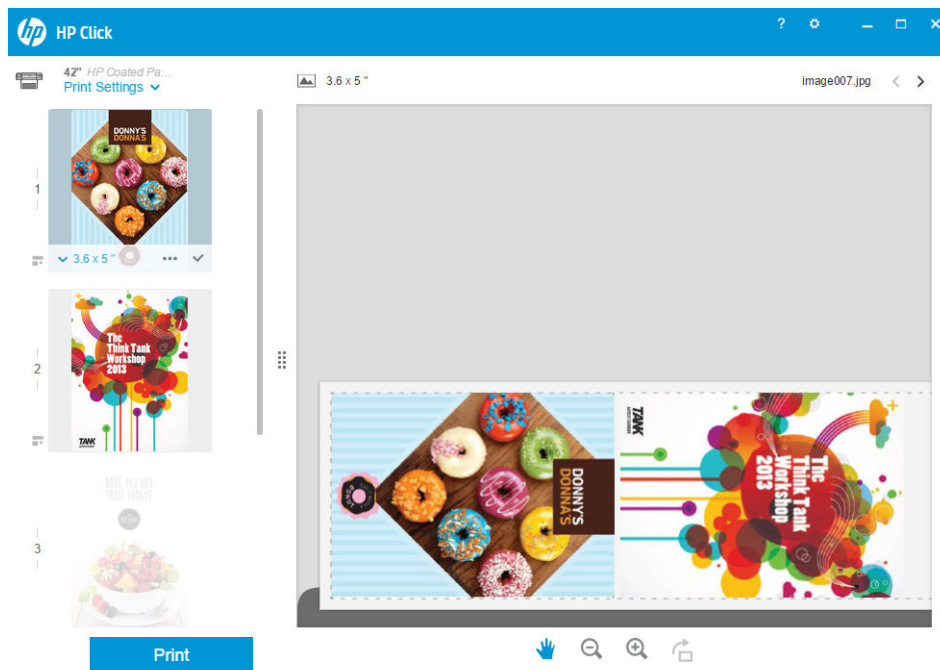 hp HP Click ?
42" HP Coated Pa...
Print Settings
3.6 x 5 "
image007.jpg
1
DONNY'S
DONNA'S
3.6 x 5 "
2
The
Think Tank
Workshop
2013
TANK
3
HAVE YOU HAD
FRUIT TODAY?
DONNY'S
DONNA'S
TANK
The
Think Tank
Workshop
2013
Print